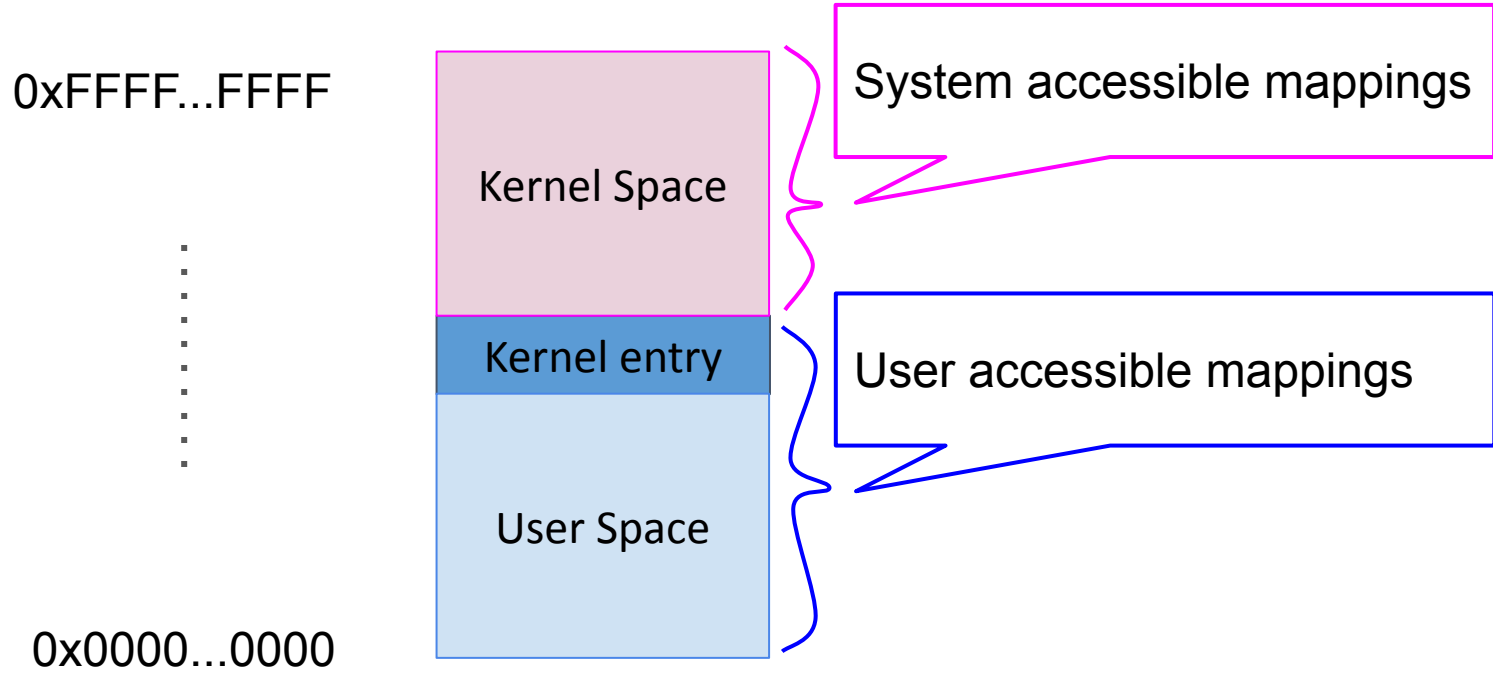 0xFFFF...FFFF
System accessible mappings
Kernel Space
Kernel entry
User accessible mappings
User Space
0x0000...0000